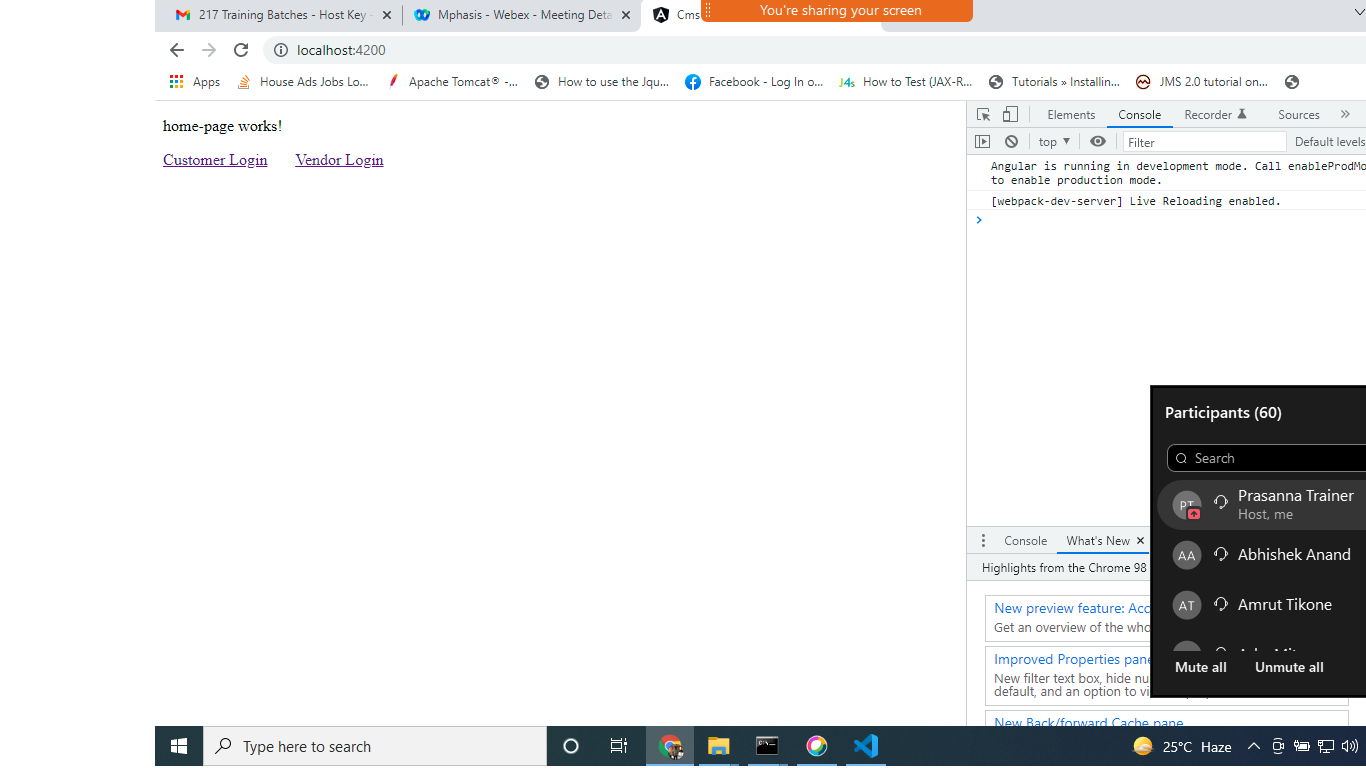 217 Training Batches - Host Key -
Mphasis - Webex - Meeting Deta
Cms
You're sharing your screen
localhost:4200
Apps
House Ads Jobs Lo...
Apache Tomcat® -...
How to use the Jqu...
Facebook - Log In o...
J4s
How to Test (JAX-R...
Tutorials » Installin...
JMS 2.0 tutorial on...
home-page works!
Customer Login
Vendor Login
Elements
Console
Recorder
Sources
»
top
Filter
Default levels
Angular is running in development mode. Call enableProdMo
to enable production mode.
[webpack-dev-server] Live Reloading enabled.
Participants (60)
Search
PT
Prasanna Trainer
Host, me
AA
Abhishek Anand
AT
Amrut Tikone
Mute all
Unmute all
Console
What's New
Highlights from the Chrome 98
New preview feature: Acc
Get an overview of the who
Improved Properties pane
New filter text box, hide nu
default, and an option to vi
New Back/forward Cache pane
Type here to search
25°C Haze